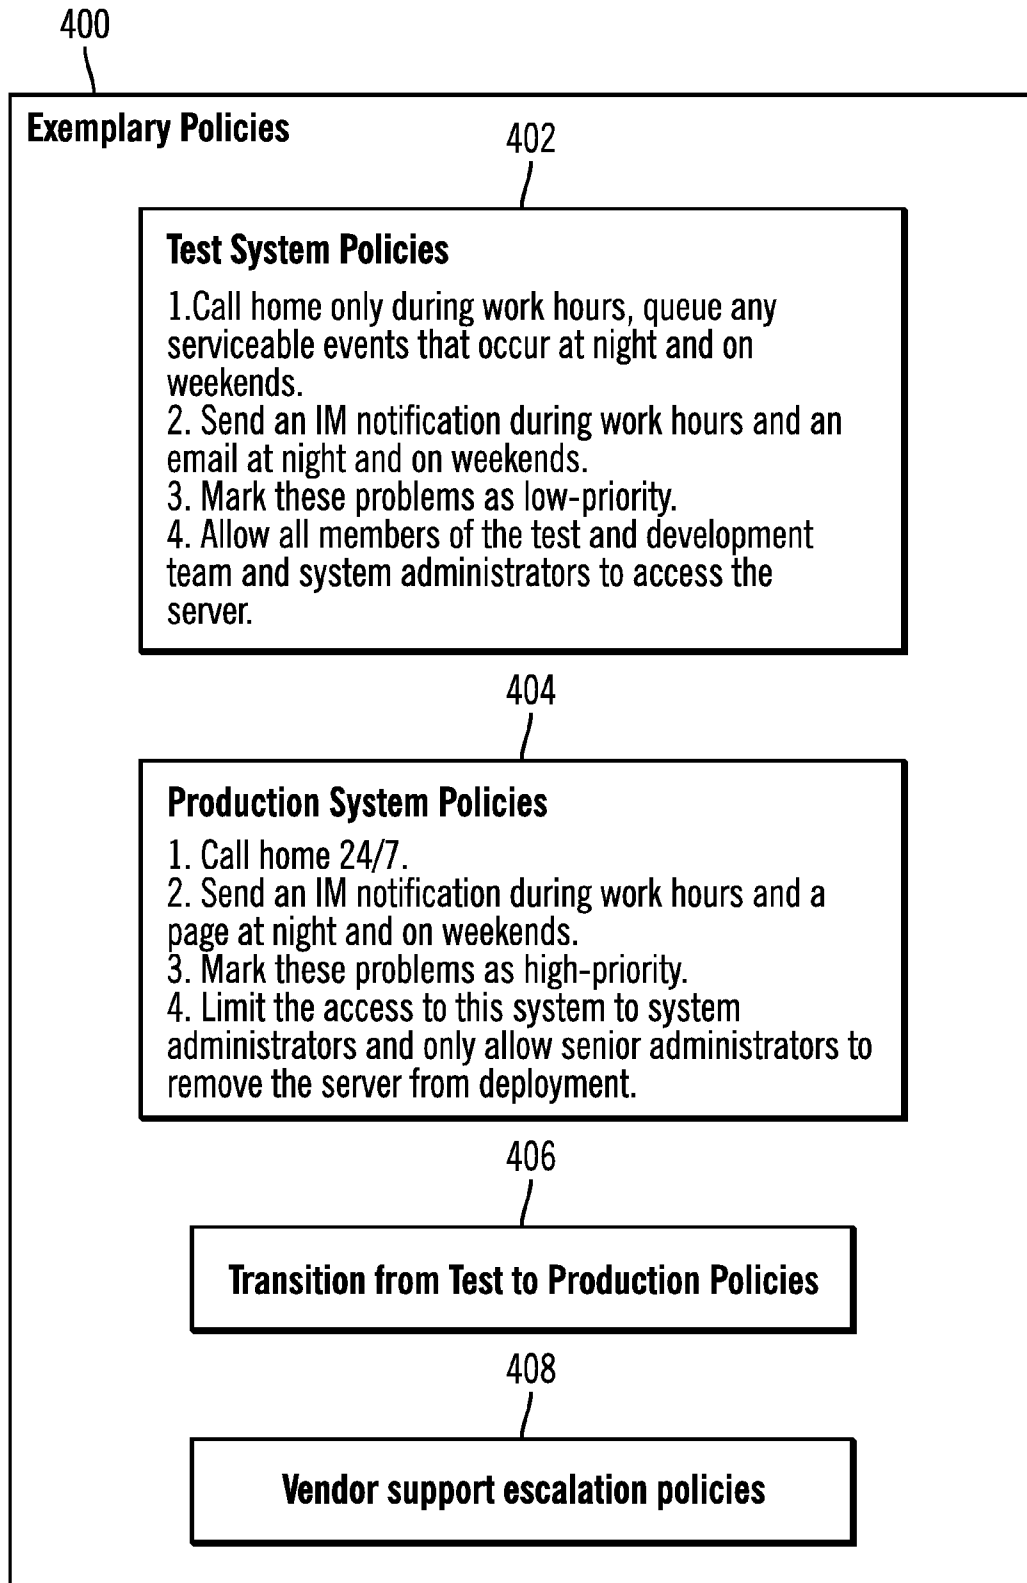 400
Exemplary Policies
402
Test System Policies
1.Call home only during work hours, queue any
serviceable events that occur at night and on
weekends.
2. Send an IM notification during work hours and an
email at night and on weekends.
3. Mark these problems as low-priority.
4. Allow all members of the test and development
team and system administrators to access the
server.
404
Production System Policies
1. Call home 24/7.
2. Send an IM notification during work hours and a
page at night and on weekends.
3. Mark these problems as high-priority.
4. Limit the access to this system to system
administrators and only allow senior administrators to
remove the server from deployment.
406
Transition from Test to Production Policies
408
Vendor support escalation policies